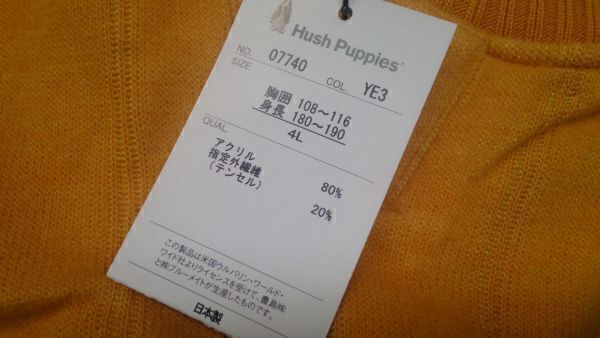 Hush Puppies®
NO. 07740 COL. YE3
SIZE
胸囲 108～116
身長 180～190
4L
QUAL
アクリル 80%
指定外繊維
(テンセル) 20%
この製品は米国ウルバリン・ワールド・
ワイド社よりライセンスを受けて、豊島㈱
と㈱ブルーメイトが生産したものです。
日本製